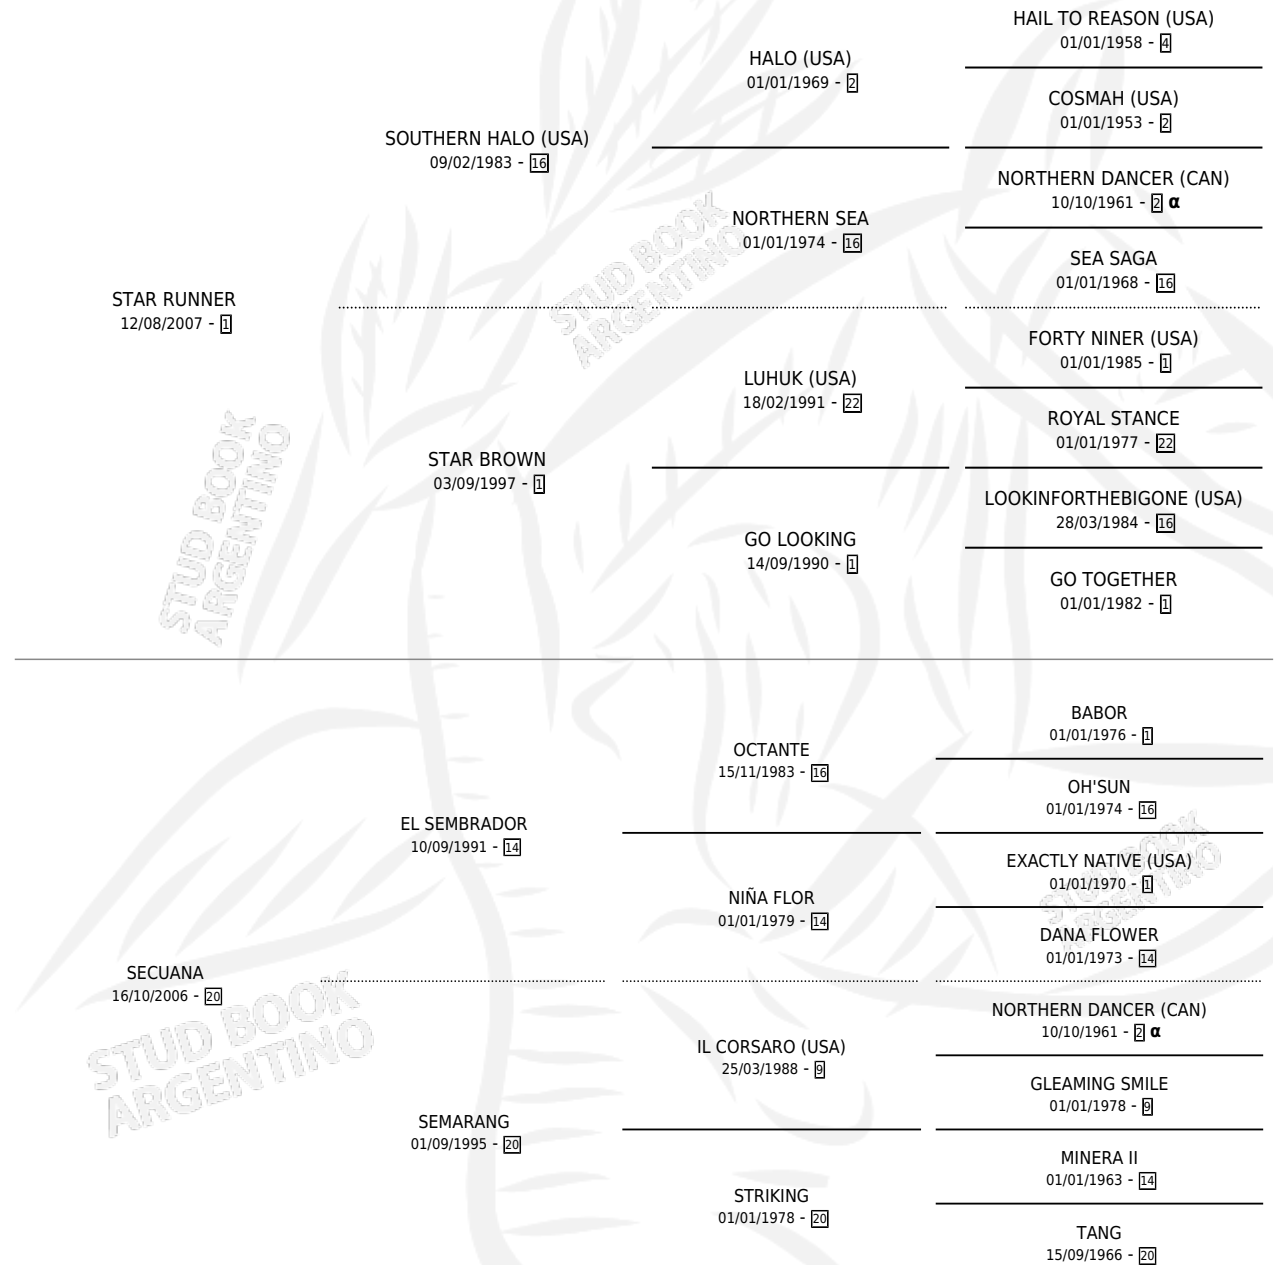 HAIL TO REASON (USA)
01/01/1958 - 4
HALO (USA)
01/01/1969 - 2
COSMAH (USA)
01/01/1953 - 2
SOUTHERN HALO (USA)
09/02/1983 - 16
NORTHERN DANCER (CAN)
10/10/1961 - 2 α
NORTHERN SEA
01/01/1974 - 16
SEA SAGA
01/01/1968 - 16
STAR RUNNER
12/08/2007 - 1
FORTY NINER (USA)
01/01/1985 - 1
LUHUK (USA)
18/02/1991 - 22
ROYAL STANCE
01/01/1977 - 22
STAR BROWN
03/09/1997 - 1
LOOKINFORTHEBIGONE (USA)
28/03/1984 - 16
GO LOOKING
14/09/1990 - 1
GO TOGETHER
01/01/1982 - 1
BABOR
01/01/1976 - 1
OCTANTE
15/11/1983 - 16
OH'SUN
01/01/1974 - 16
EL SEMBRADOR
10/09/1991 - 14
EXACTLY NATIVE (USA)
01/01/1970 - 1
NIÑA FLOR
01/01/1979 - 14
DANA FLOWER
01/01/1973 - 14
SECUANA
16/10/2006 - 20
NORTHERN DANCER (CAN)
10/10/1961 - 2 α
IL CORSARO (USA)
25/03/1988 - 9
GLEAMING SMILE
01/01/1978 - 9
SEMARANG
01/09/1995 - 20
MINERA II
01/01/1963 - 14
STRIKING
01/01/1978 - 20
TANG
15/09/1966 - 20
STUD BOOK
ARGENTINO
STUD BOOK
ARGENTINO
STUD BOOK
ARGENTINO
STUD BOOK
ARGENTINO